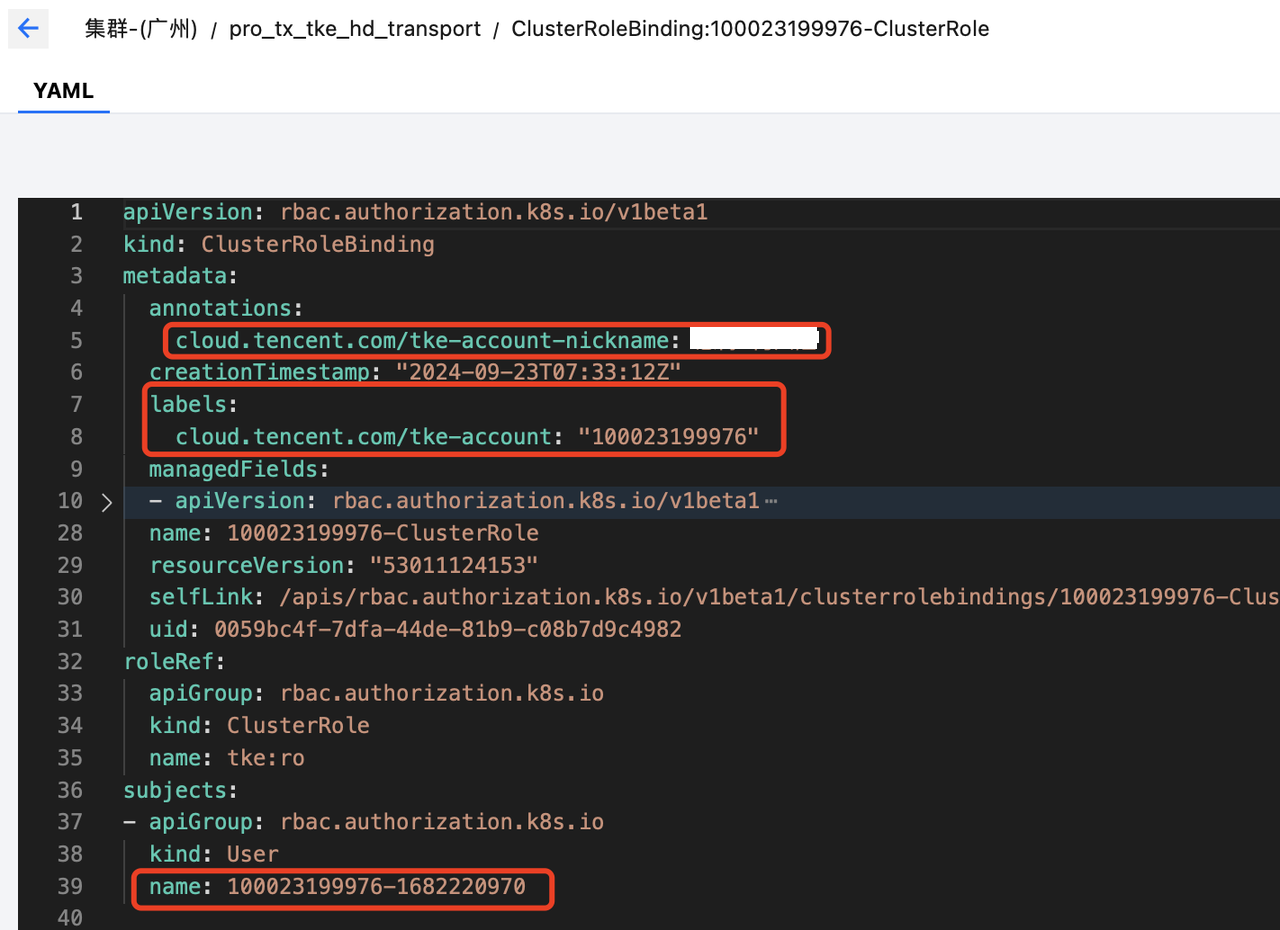 集群-(广州) / pro_tx_tke_hd_transport / ClusterRoleBinding:100023199976-ClusterRole
YAML
1 apiVersion: rbac.authorization.k8s.io/v1beta1
2 kind: ClusterRoleBinding
3 metadata:
4 annotations:
5 cloud.tencent.com/tke-account-nickname:
6 creationTimestamp: "2024-09-23T07:33:12Z"
7 labels:
8 cloud.tencent.com/tke-account: "100023199976"
9 managedFields:
10 - apiVersion: rbac.authorization.k8s.io/v1beta1 ⋯
28 name: 100023199976-ClusterRole
29 resourceVersion: "53011124153"
30 selfLink: /apis/rbac.authorization.k8s.io/v1beta1/clusterrolebindings/100023199976-Clus
31 uid: 0059bc4f-7dfa-44de-81b9-c08b7d9c4982
32 roleRef:
33 apiGroup: rbac.authorization.k8s.io
34 kind: ClusterRole
35 name: tke:ro
36 subjects:
37 - apiGroup: rbac.authorization.k8s.io
38 kind: User
39 name: 100023199976-1682220970
40